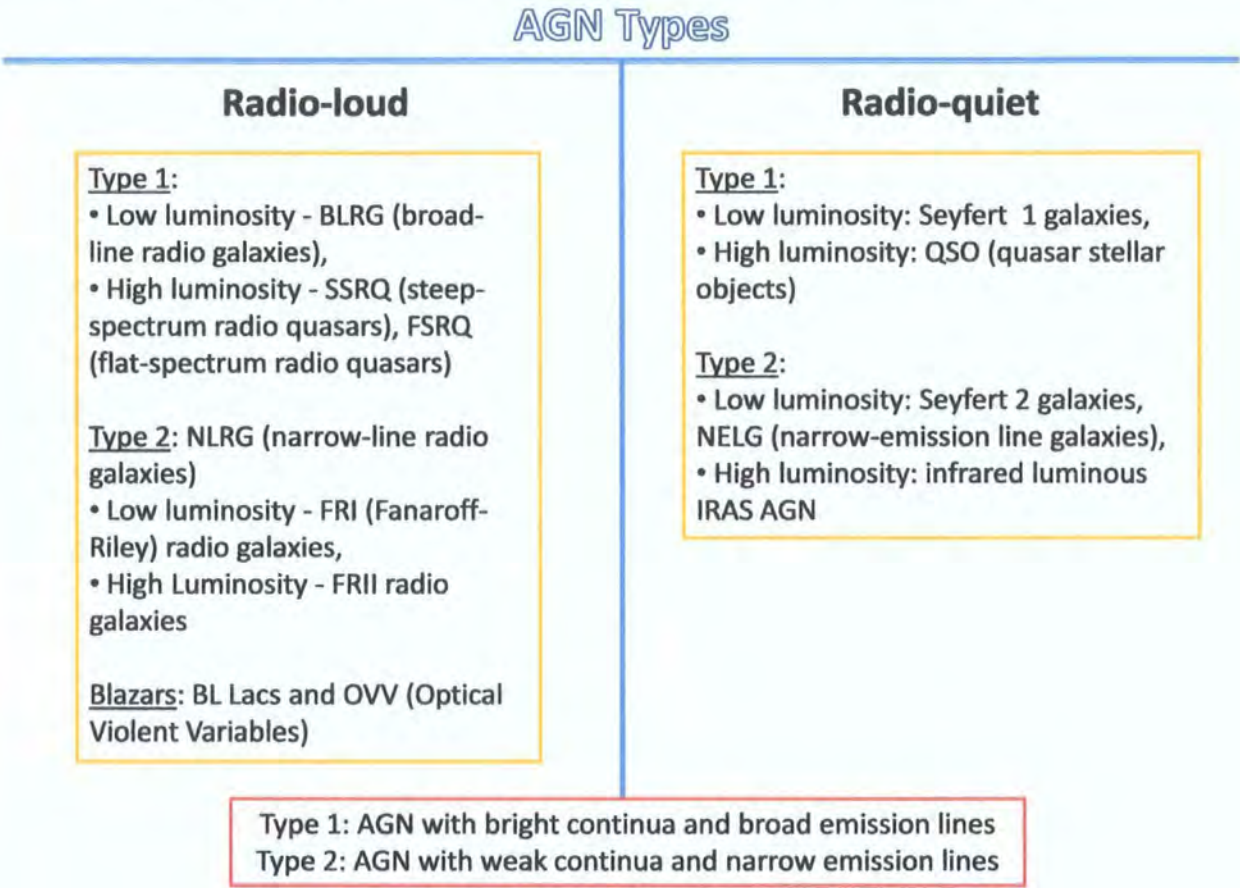 AGN Types
Radio-loud
Type 1:
• Low luminosity - BLRG (broad-
line radio galaxies),
• High luminosity - SSRQ (steep-
spectrum radio quasars), FSRQ
(flat-spectrum radio quasars)
Type 2: NLRG (narrow-line radio
galaxies)
• Low luminosity - FRI (Fanaroff-
Riley) radio galaxies,
• High Luminosity - FRII radio
galaxies
Blazars: BL Lacs and OVV (Optical
Violent Variables)
Radio-quiet
Type 1:
• Low luminosity: Seyfert 1 galaxies,
• High luminosity: QSO (quasar stellar
objects)
Type 2:
• Low luminosity: Seyfert 2 galaxies,
NELG (narrow-emission line galaxies),
• High luminosity: infrared luminous
IRAS AGN
Type 1: AGN with bright continua and broad emission lines
Type 2: AGN with weak continua and narrow emission lines